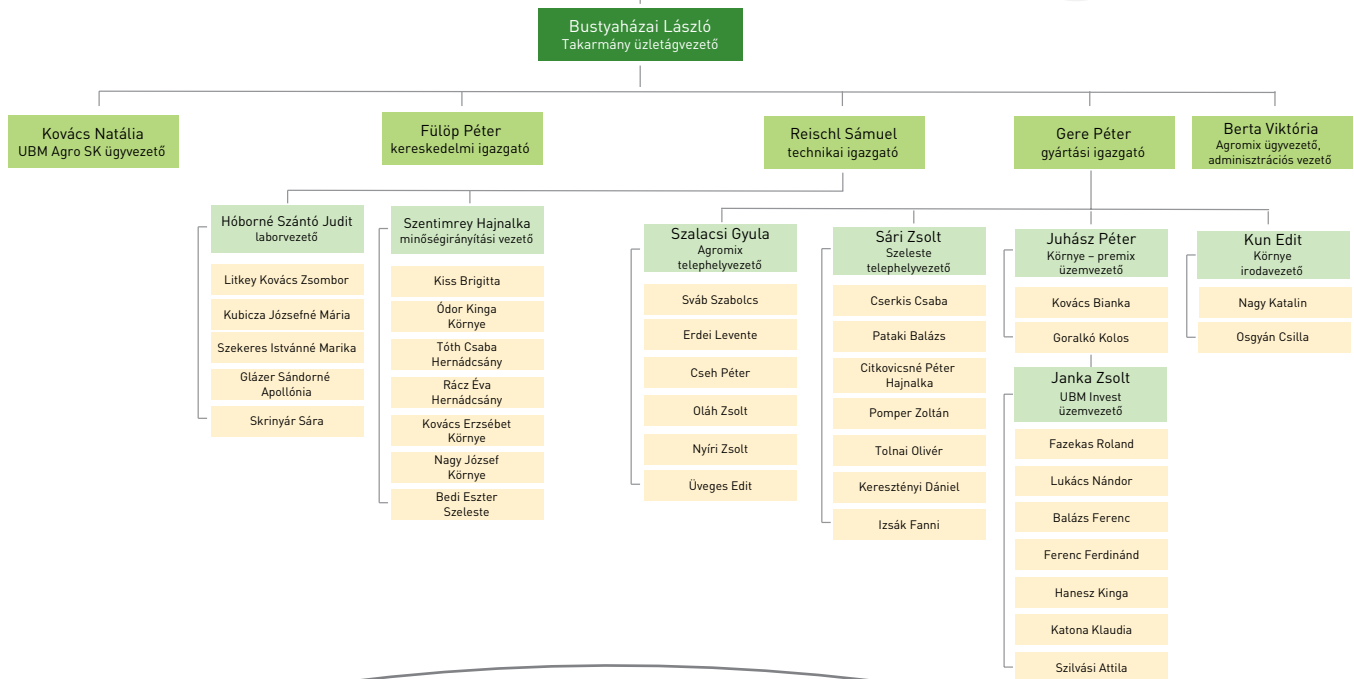 Bustyaházai László
Takarmány üzletágvezető
Kovács Natália
UBM Agro SK ügyvezető
Fülöp Péter
kereskedelmi igazgató
Reischl Sámuel
technikai igazgató
Gere Péter
gyártási igazgató
Berta Viktória
Agromix ügyvezető,
adminisztrációs vezető
Hóborné Szántó Judit
laborvezető
Litkey Kovács Zsombor
Kubicza Józsefné Mária
Szekeres Istvánné Marika
Glázer Sándorné
Apollónia
Skrinyár Sára
Szentimrey Hajnalka
minőségirányítási vezető
Kiss Brigitta
Ódor Kinga
Környe
Tóth Csaba
Hernádcsány
Rácz Éva
Hernádcsány
Kovács Erzsébet
Környe
Nagy József
Környe
Bedi Eszter
Szeleste
Szalacsi Gyula
Agromix
telephelyvezető
Sváb Szabolcs
Erdei Levente
Cseh Péter
Oláh Zsolt
Nyíri Zsolt
Üveges Edit
Sári Zsolt
Szeleste
telephelyvezető
Cserkis Csaba
Pataki Balázs
Citkovicsné Péter
Hajnalka
Pomper Zoltán
Tolnai Olivér
Keresztényi Dániel
Izsák Fanni
Juhász Péter
Környe – premix
üzemvezető
Kovács Bianka
Goralkó Kolos
Janka Zsolt
UBM Invest
üzemvezető
Fazekas Roland
Lukács Nándor
Balázs Ferenc
Ferenc Ferdinánd
Hanesz Kinga
Katona Klaudia
Szilvási Attila
Kun Edit
Környe
irodavezető
Nagy Katalin
Osgyán Csilla